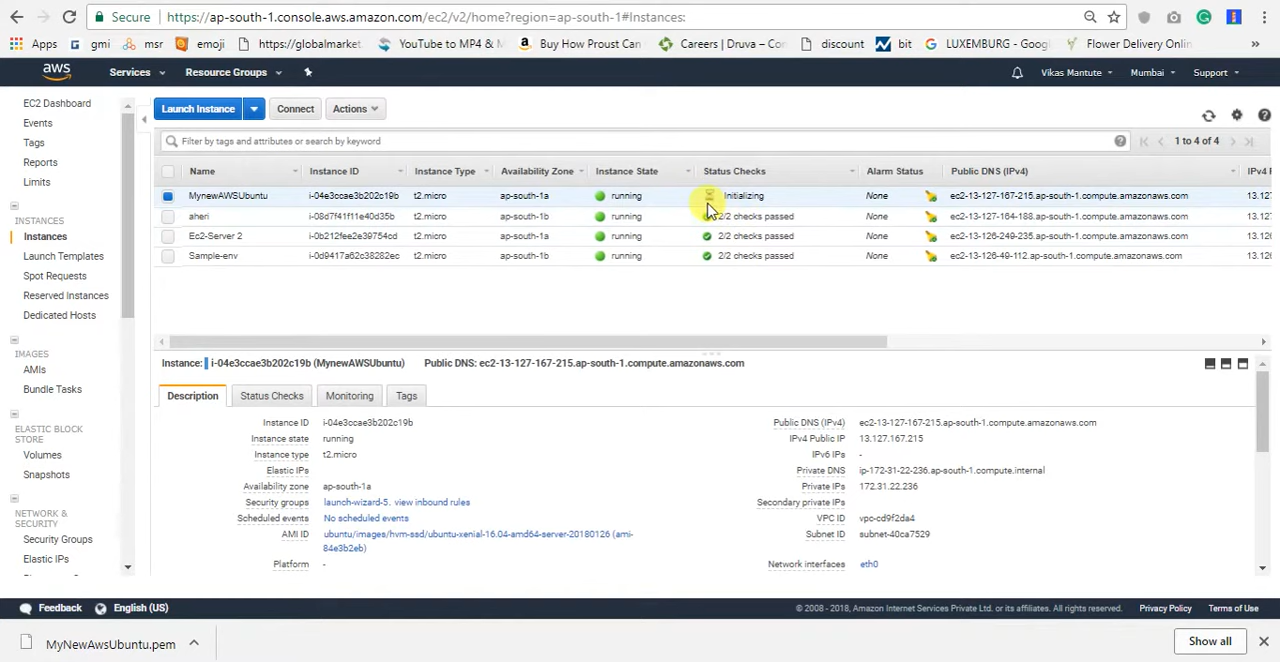 Secure https://ap-south-1.console.aws.amazon.com/ec2/v2/home?region=ap-south-1#Instances:
Apps gmi msr emoji https://globalmarket YouTube to MP4 & M Buy How Proust Can Careers | Druva – Co discount bit LUXEMBURG - Googl Flower Delivery Onlin »
aws Services Resource Groups Vikas Mantute Mumbai Support
EC2 Dashboard
Events
Tags
Reports
Limits
INSTANCES
Instances
Launch Templates
Spot Requests
Reserved Instances
Dedicated Hosts
IMAGES
AMIs
Bundle Tasks
ELASTIC BLOCK
STORE
Volumes
Snapshots
NETWORK &
SECURITY
Security Groups
Elastic IPs
Launch Instance Connect Actions
Filter by tags and attributes or search by keyword 1 to 4 of 4
Name Instance ID Instance Type Availability Zone Instance State Status Checks Alarm Status Public DNS (IPv4) IPv4 P
MynewAWSUbuntu i-04e3ccae3b202c19b t2.micro ap-south-1a running Initializing None ec2-13-127-167-215.ap-south-1.compute.amazonaws.com 13.127
aheri i-08d7f41f11e40d35b t2.micro ap-south-1b running 2/2 checks passed None ec2-13-127-164-188.ap-south-1.compute.amazonaws.com 13.127
Ec2-Server 2 i-0b212fee2e39754cd t2.micro ap-south-1a running 2/2 checks passed None ec2-13-126-249-235.ap-south-1.compute.amazonaws.com 13.126
Sample-env i-0d9417a62c38282ec t2.micro ap-south-1b running 2/2 checks passed None ec2-13-126-49-112.ap-south-1.compute.amazonaws.com 13.126
Instance: i-04e3ccae3b202c19b (MynewAWSUbuntu) Public DNS: ec2-13-127-167-215.ap-south-1.compute.amazonaws.com
Description Status Checks Monitoring Tags
Instance ID i-04e3ccae3b202c19b
Instance state running
Instance type t2.micro
Elastic IPs
Availability zone ap-south-1a
Security groups launch-wizard-5. view inbound rules
Scheduled events No scheduled events
AMI ID ubuntu/images/hvm-ssd/ubuntu-xenial-16.04-amd64-server-20180126 (ami-
84e3b2eb)
Platform -
Public DNS (IPv4) ec2-13-127-167-215.ap-south-1.compute.amazonaws.com
IPv4 Public IP 13.127.167.215
IPv6 IPs -
Private DNS ip-172-31-22-236.ap-south-1.compute.internal
Private IPs 172.31.22.236
Secondary private IPs
VPC ID vpc-cd9f2da4
Subnet ID subnet-40ca7529
Network interfaces eth0
Feedback English (US) © 2008 - 2018, Amazon Internet Services Private Ltd. or its affiliates. All rights reserved. Privacy Policy Terms of Use
MyNewAwsUbuntu.pem Show all